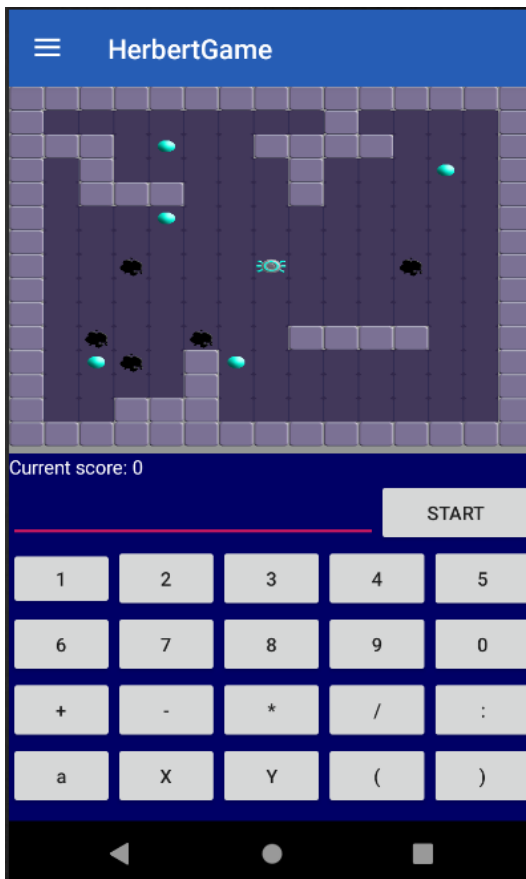 HerbertGame
Current score: 0
START
1 2 3 4 5
6 7 8 9 0
+ - * / :
a X Y ( )